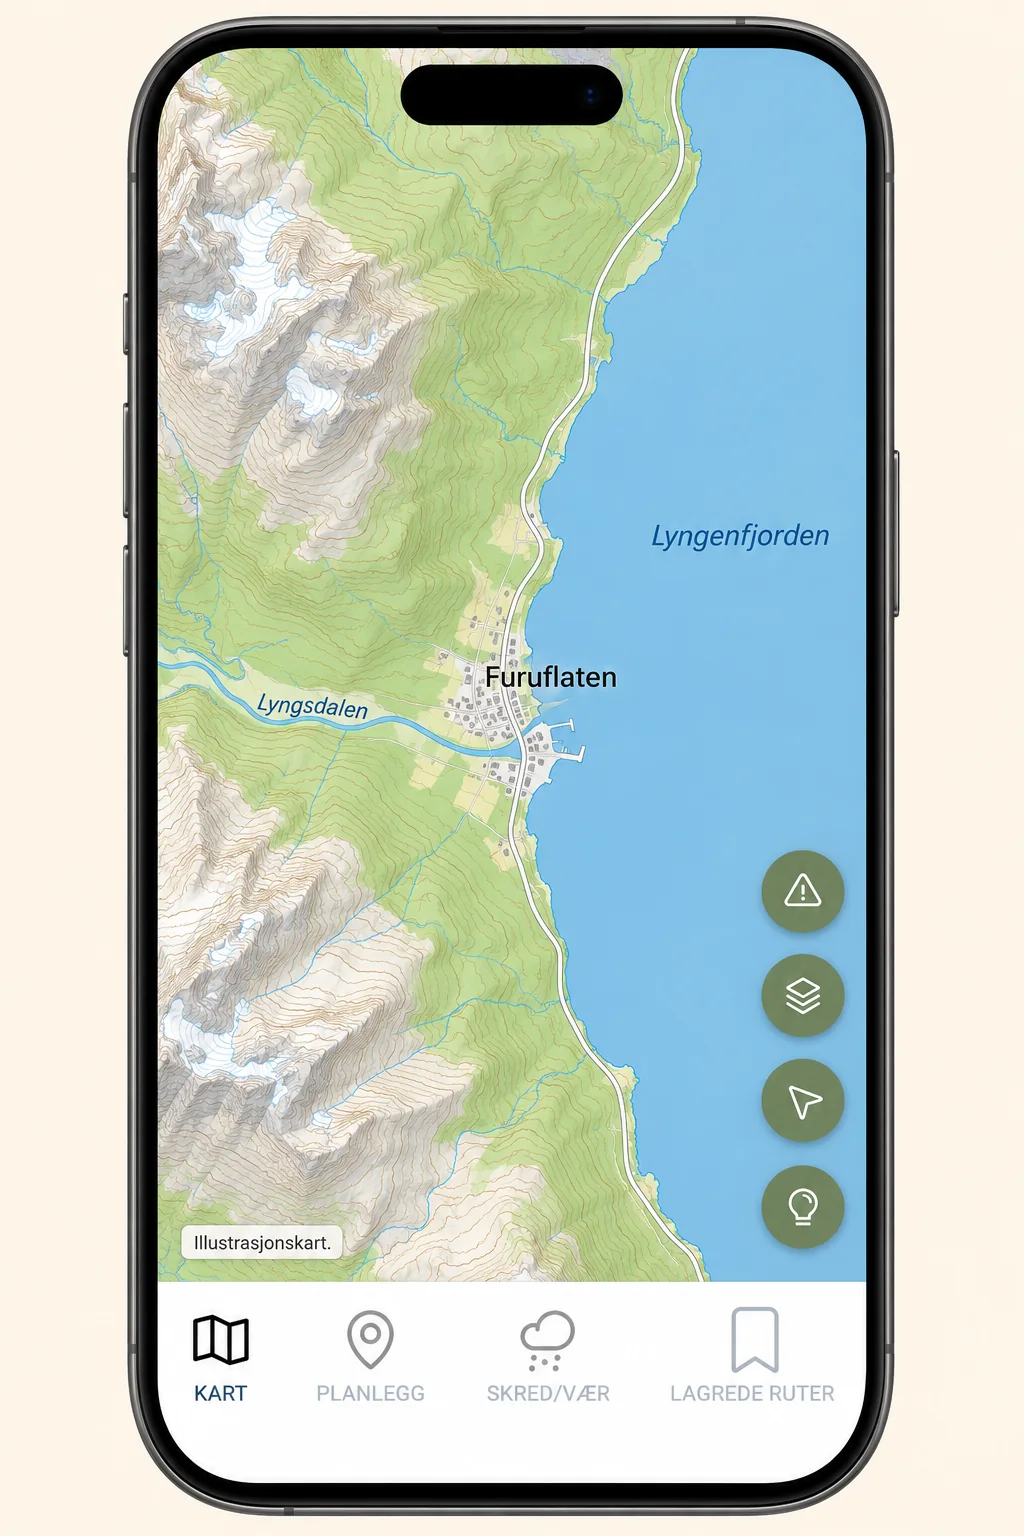 Lyngenfjorden
Furuflaten
Lyngsdalen
Illustrasjonskart.
KART
PLANLEGG
SKRED/VÆR
LAGREDE RUTER